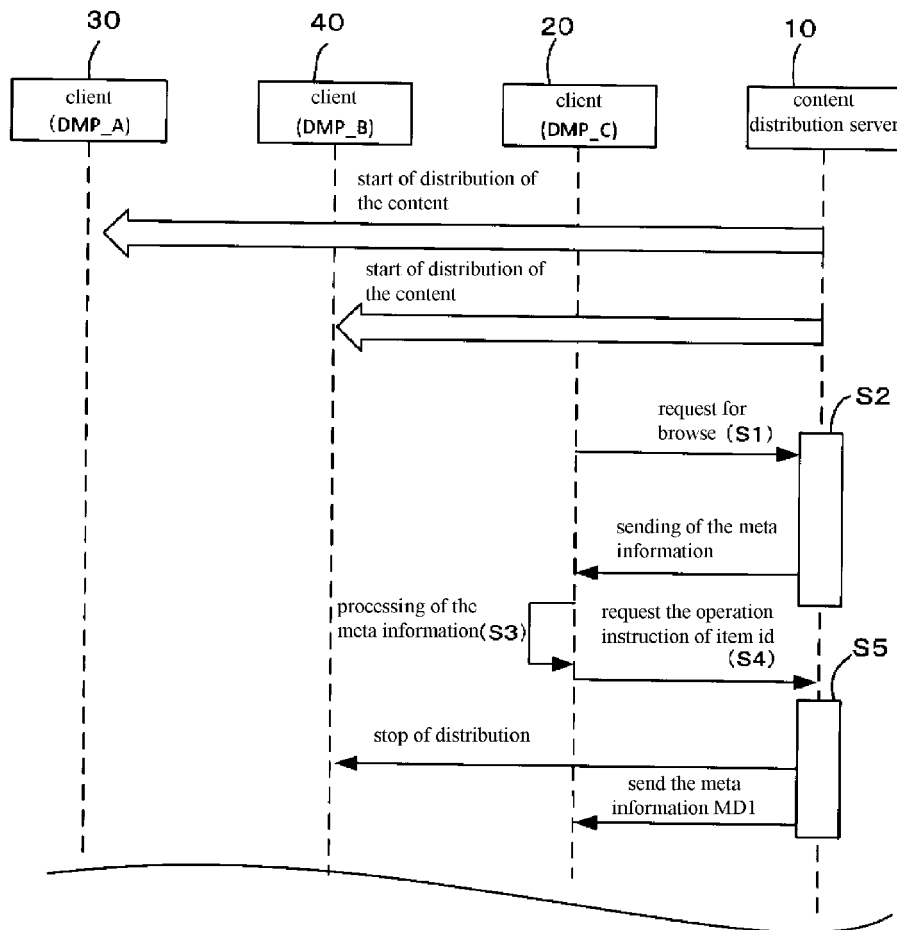 30
40
20
10
client
(DMP_A)
client
(DMP_B)
client
(DMP_C)
content
distribution server
start of distribution of
the content
start of distribution of
the content
S2
request for
browse (S1)
sending of the meta
information
processing of the
meta information(S3)
request the operation
instruction of item id
(S4)
S5
stop of distribution
send the meta
information MD1